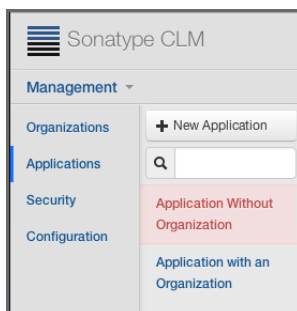 Sonatype CLM
Management
Organizations
Applications
Security
Configuration
New Application
Application Without
Organization
Application with an
Organization